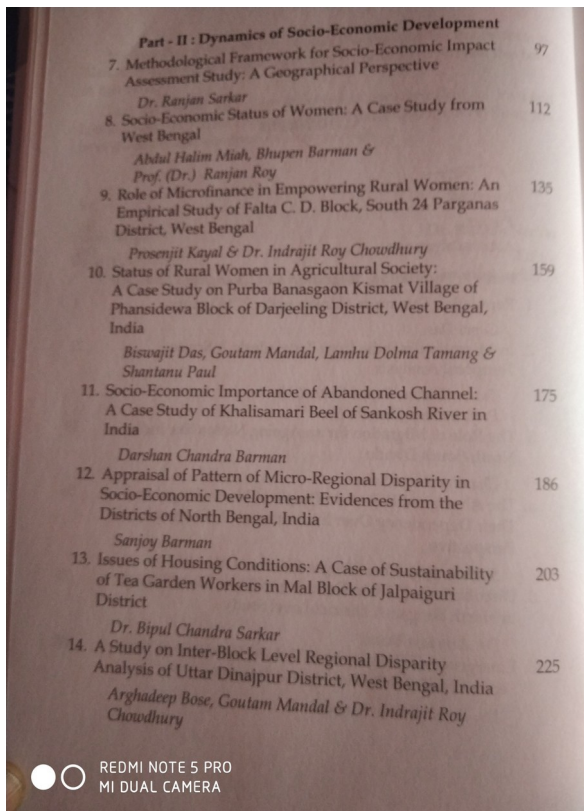 Part - II : Dynamics of Socio-Economic Development
7. Methodological Framework for Socio-Economic Impact 97
Assessment Study: A Geographical Perspective
Dr. Ranjan Sarkar
8. Socio-Economic Status of Women: A Case Study from 112
West Bengal
Abdul Halim Miah, Bhupen Barman &
Prof. (Dr.) Ranjan Roy
9. Role of Microfinance in Empowering Rural Women: An 135
Empirical Study of Falta C. D. Block, South 24 Parganas
District, West Bengal
Prosenjit Kayal & Dr. Indrajit Roy Chowdhury
10. Status of Rural Women in Agricultural Society: 159
A Case Study on Purba Banasgaon Kismat Village of
Phansidewa Block of Darjeeling District, West Bengal,
India
Biswajit Das, Goutam Mandal, Lamhu Dolma Tamang &
Shantanu Paul
11. Socio-Economic Importance of Abandoned Channel: 175
A Case Study of Khalisamari Beel of Sankosh River in
India
Darshan Chandra Barman
12. Appraisal of Pattern of Micro-Regional Disparity in 186
Socio-Economic Development: Evidences from the
Districts of North Bengal, India
Sanjoy Barman
13. Issues of Housing Conditions: A Case of Sustainability 203
of Tea Garden Workers in Mal Block of Jalpaiguri
District
Dr. Bipul Chandra Sarkar
14. A Study on Inter-Block Level Regional Disparity 225
Analysis of Uttar Dinajpur District, West Bengal, India
Arghadeep Bose, Goutam Mandal & Dr. Indrajit Roy
Chowdhury
REDMI NOTE 5 PRO
MI DUAL CAMERA